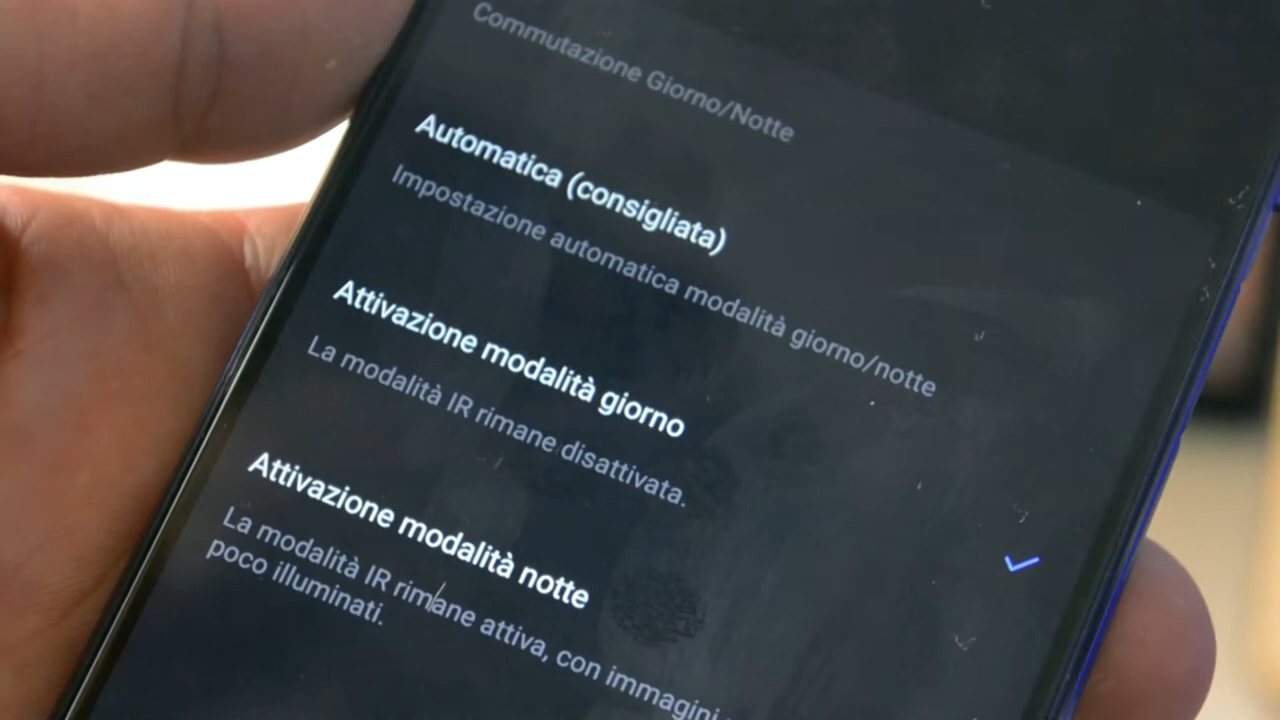 Commutazione Giorno/Notte
Automatica (consigliata)
Impostazione automatica modalità giorno/notte
Attivazione modalità giorno
La modalità IR rimane disattivata.
Attivazione modalità notte
La modalità IR rimane attiva, con immagini
poco illuminati.